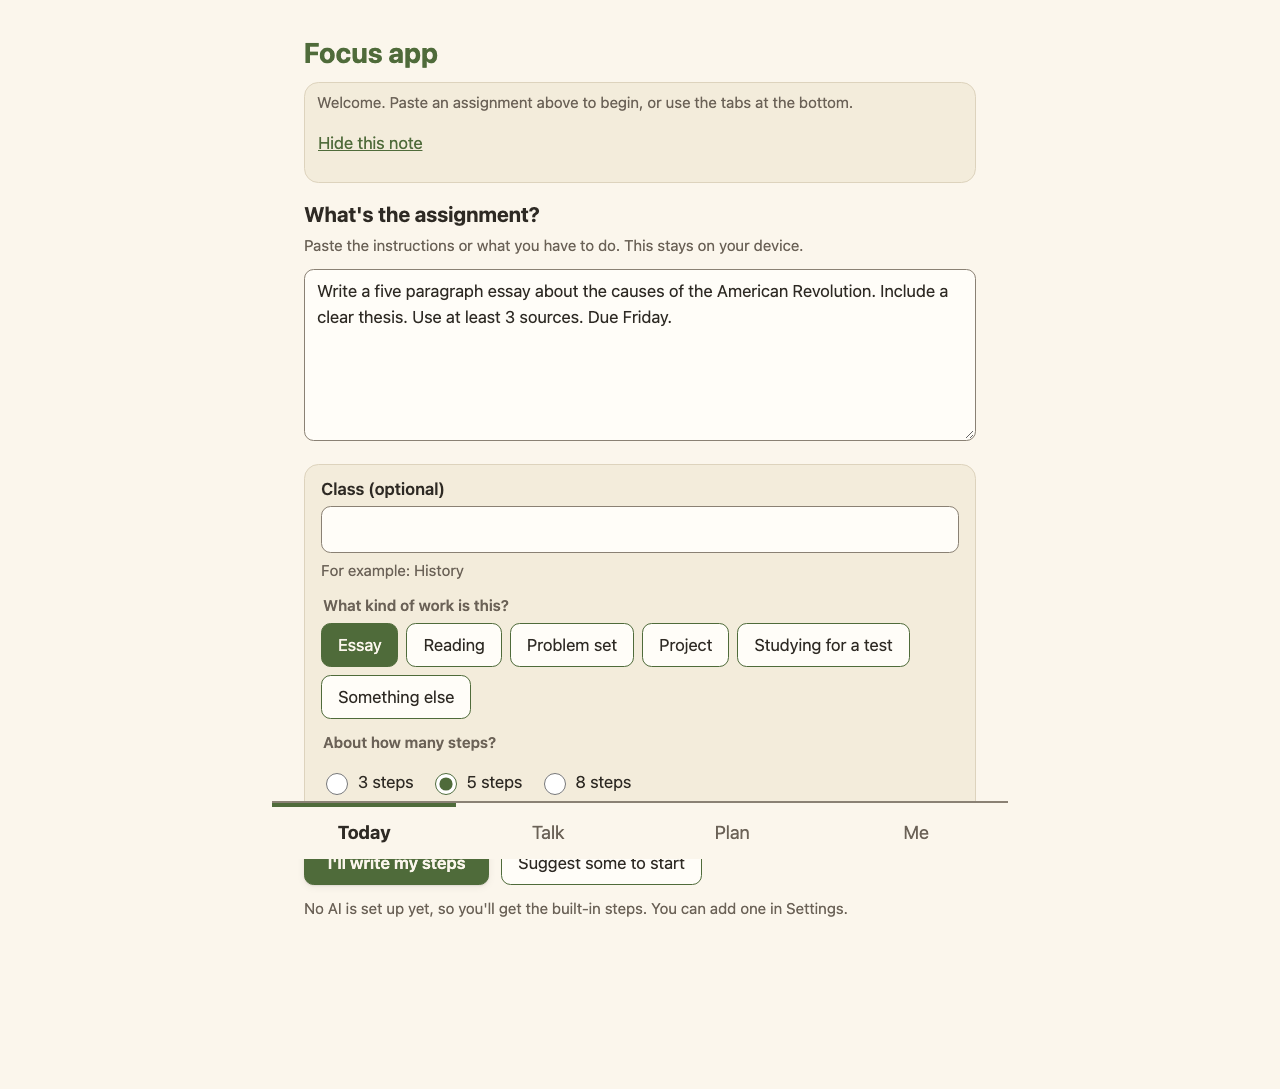 Focus app
Welcome. Paste an assignment above to begin, or use the tabs at the bottom.
Hide this note
What's the assignment?
Paste the instructions or what you have to do. This stays on your device.
Write a five paragraph essay about the causes of the American Revolution. Include a
clear thesis. Use at least 3 sources. Due Friday.
Class (optional)
For example: History
What kind of work is this?
Essay Reading Problem set Project Studying for a test
Something else
About how many steps?
3 steps 5 steps 8 steps
Today Talk Plan Me
I'll write my steps Suggest some to start
No AI is set up yet, so you'll get the built-in steps. You can add one in Settings.